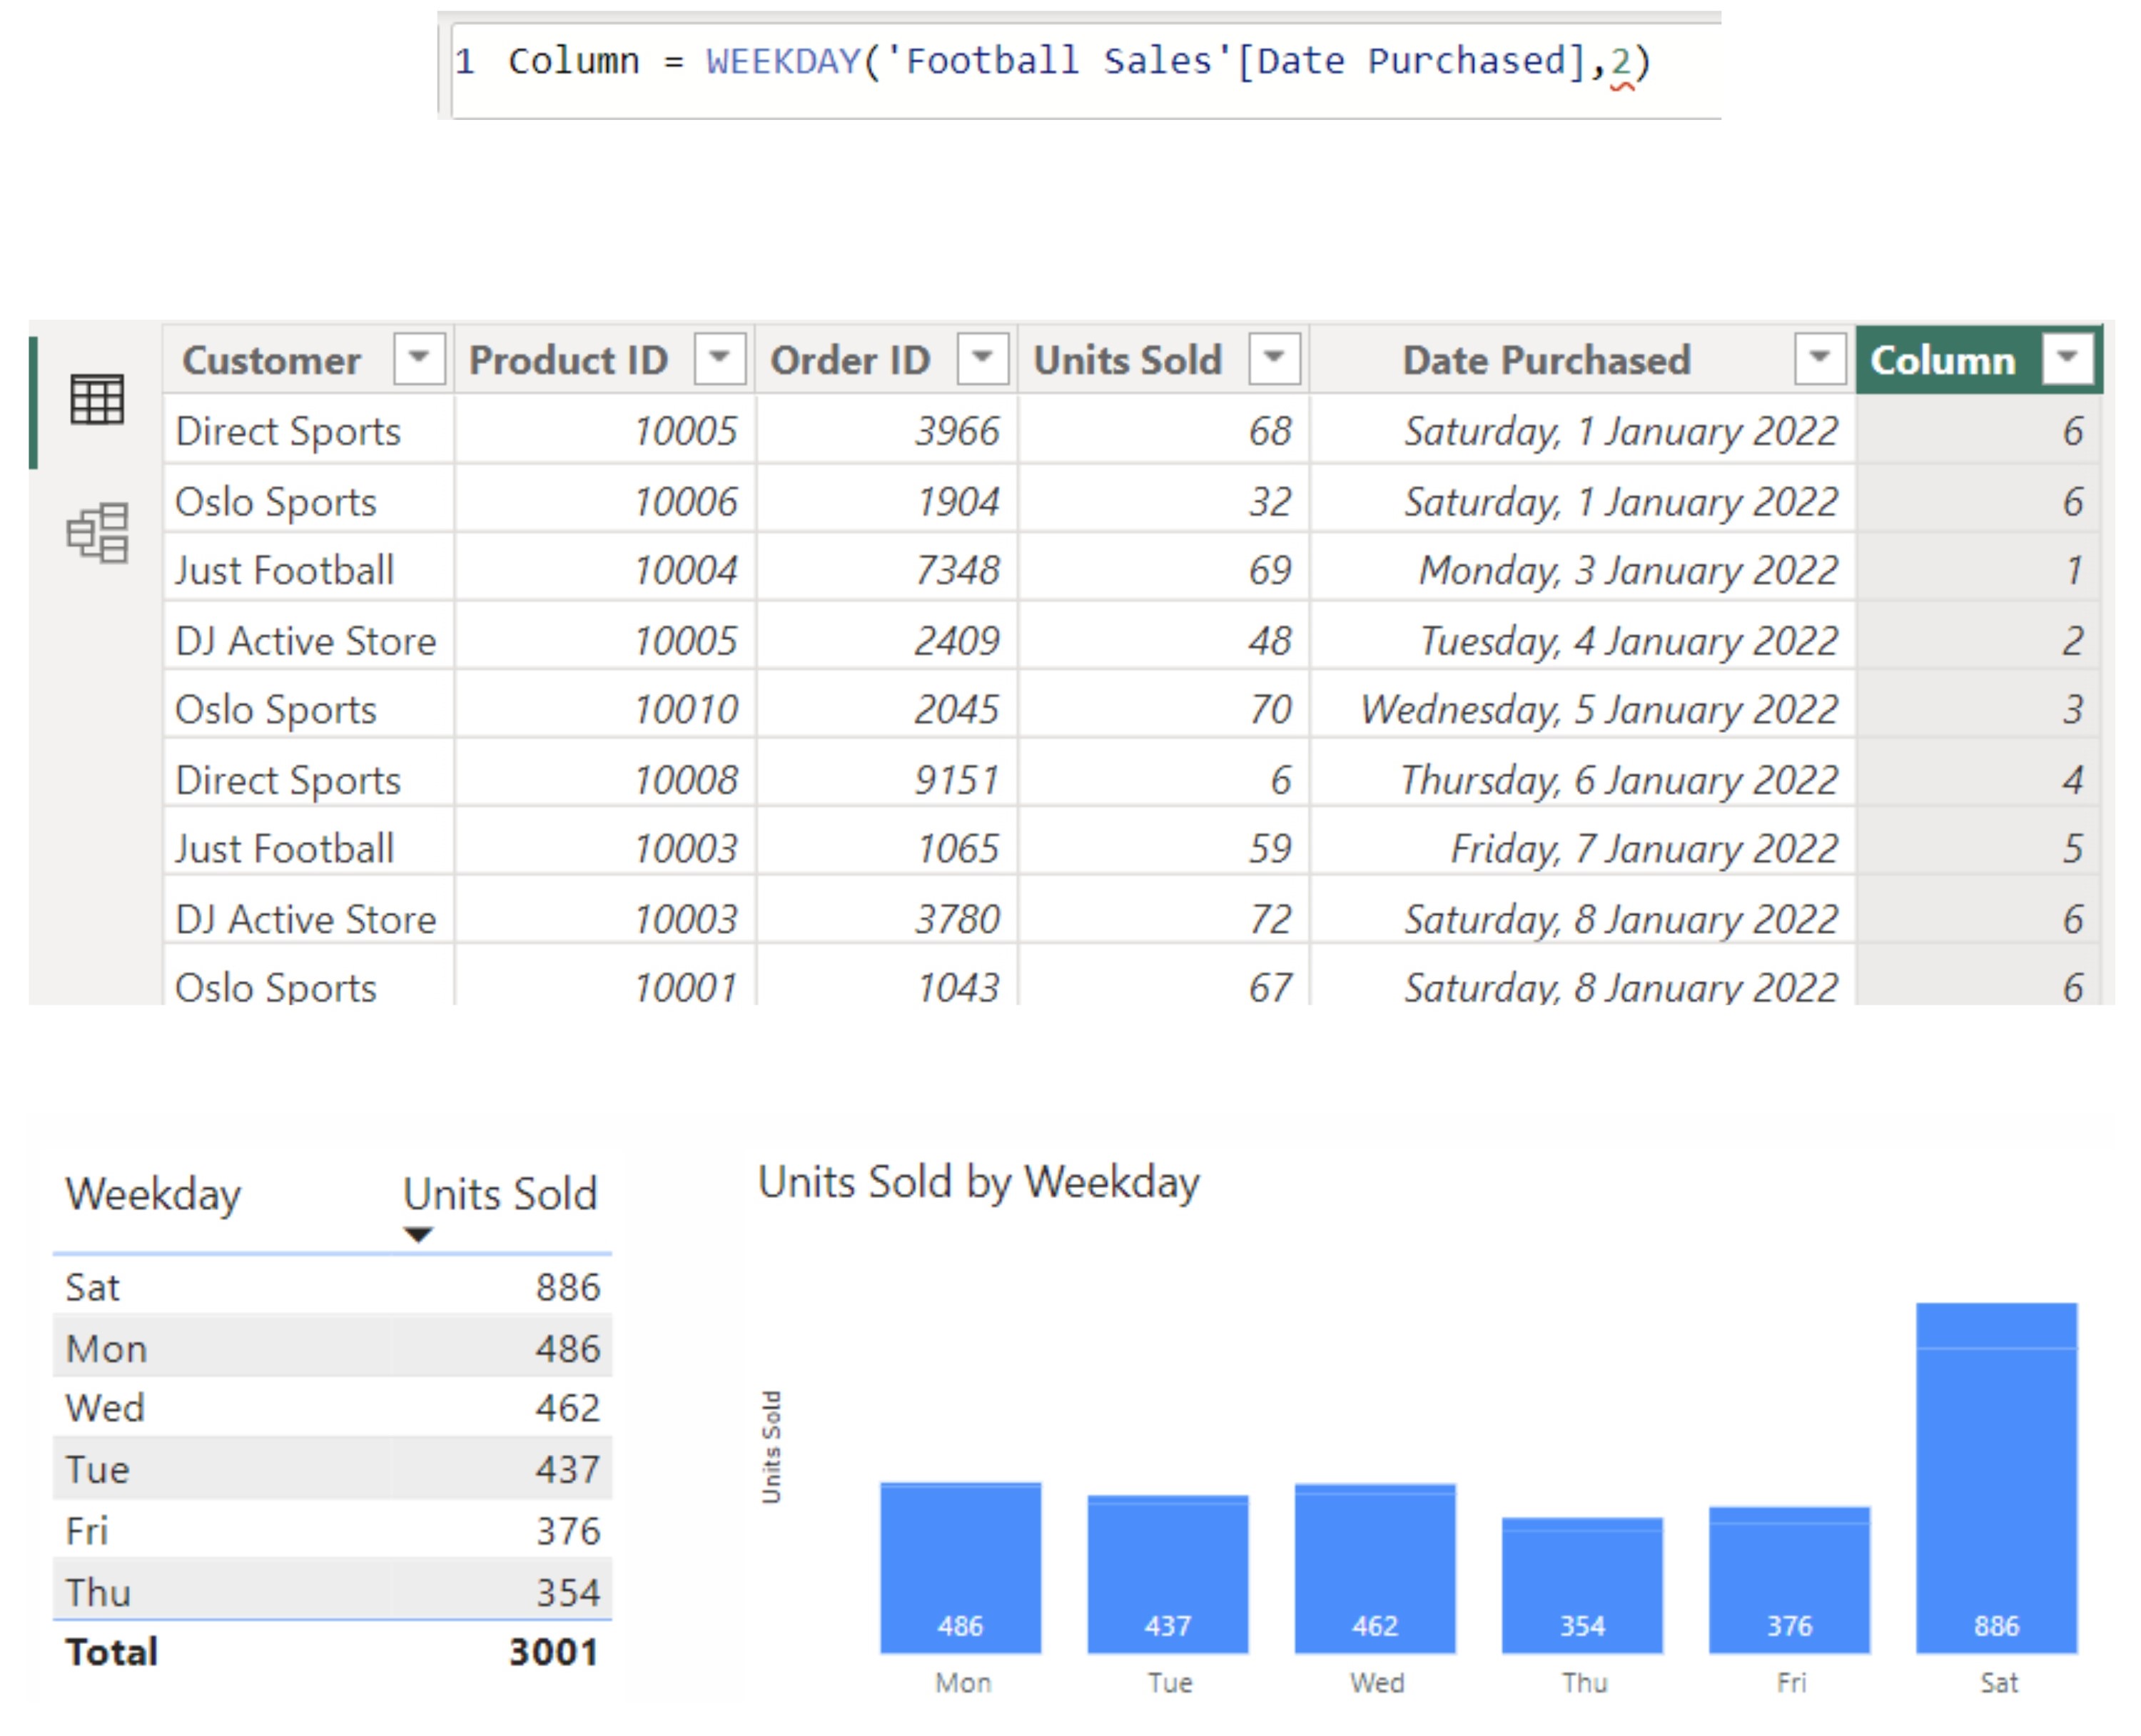 1 Column = WEEKDAY('Football Sales'[Date Purchased],2)
Customer Product ID Order ID Units Sold Date Purchased Column
Direct Sports 10005 3966 68 Saturday, 1 January 2022 6
Oslo Sports 10006 1904 32 Saturday, 1 January 2022 6
Just Football 10004 7348 69 Monday, 3 January 2022 1
DJ Active Store 10005 2409 48 Tuesday, 4 January 2022 2
Oslo Sports 10010 2045 70 Wednesday, 5 January 2022 3
Direct Sports 10008 9151 6 Thursday, 6 January 2022 4
Just Football 10003 1065 59 Friday, 7 January 2022 5
DJ Active Store 10003 3780 72 Saturday, 8 January 2022 6
Oslo Sports 10001 1043 67 Saturday, 8 January 2022 6
Weekday Units Sold
Sat 886
Mon 486
Wed 462
Tue 437
Fri 376
Thu 354
Total 3001
Units Sold by Weekday
Units Sold
486 437 462 354 376 886
Mon Tue Wed Thu Fri Sat